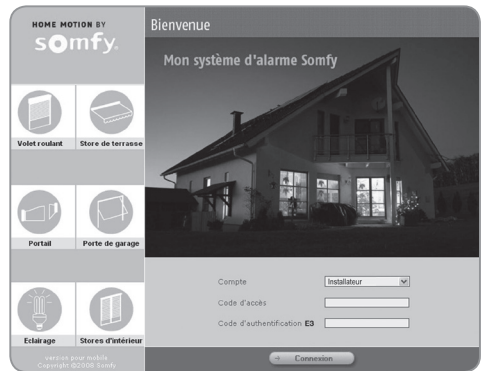 HOME MOTION BY
somfy.
Bienvenue
Mon système d'alarme Somfy
Volet roulant
Store de terrasse
Portail
Porte de garage
Eclairage
Stores d'intérieur
Compte
Installateur
Code d'accès
Code d'authentification E3
Connexion
version pour mobile
Copyright @2008 Somfy